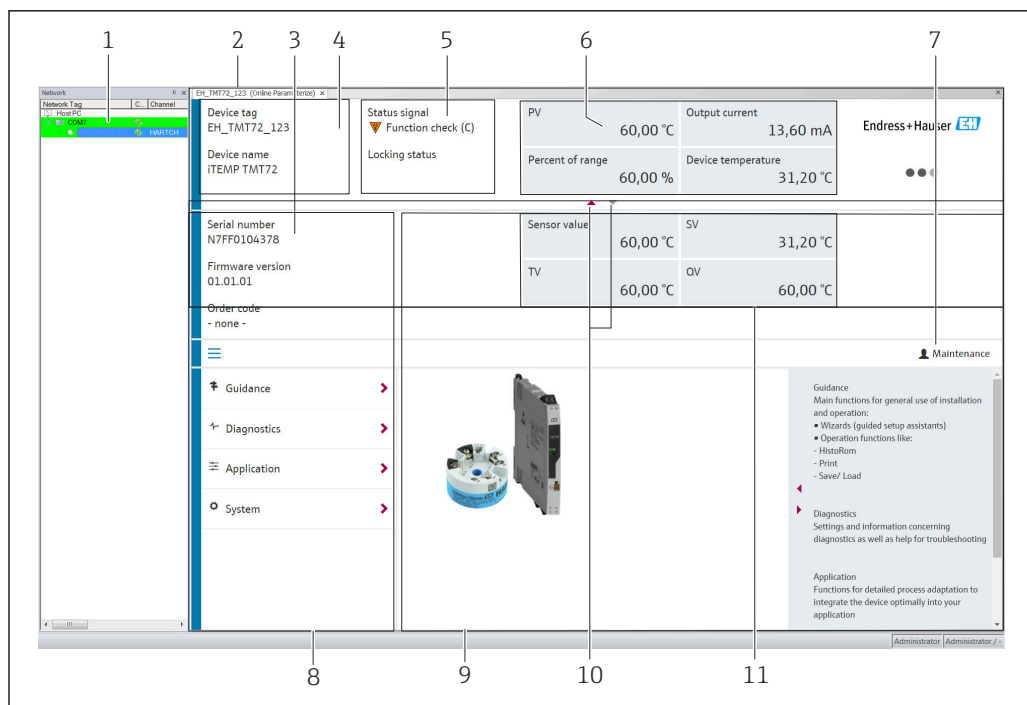 1 2 3 4 5 6 7
Network
Network Tag C... Channel
Host PC
COM7
HARTCH
EH_TMT72_123 (Online Parameterize) ×
Device tag
EH_TMT72_123
Device name
iTEMP TMT72
Status signal
Function check (C)
Locking status
PV
60,00 °C
Output current
13,60 mA
Percent of range
60,00 %
Device temperature
31,20 °C
Endress+Hauser EH
Serial number
N7FF0104378
Firmware version
01.01.01
Order code
- none -
Sensor value
60,00 °C
SV
31,20 °C
TV
60,00 °C
QV
60,00 °C
Maintenance
Guidance
Diagnostics
Application
System
Guidance
Main functions for general use of installation
and operation:
▪ Wizards (guided setup assistants)
▪ Operation functions like:
- HistoRom
- Print
- Save/ Load
Diagnostics
Settings and information concerning
diagnostics as well as help for troubleshooting
Application
Functions for detailed process adaptation to
integrate the device optimally into your
application
Administrator Administrator / -
8 9 10 11